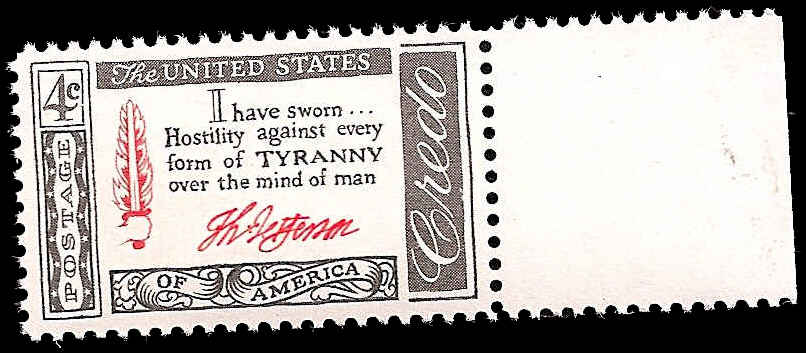 4c
The UNITED STATES
I have sworn...
Hostility against every
form of TYRANNY
over the mind of man
Th Jefferson
POSTAGE
OF AMERICA
Credo